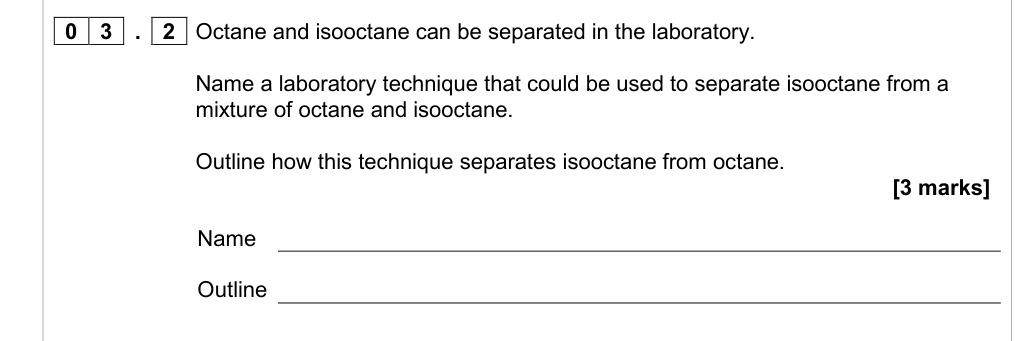 0 3 . 2 Octane and isooctane can be separated in the laboratory.
Name a laboratory technique that could be used to separate isooctane from a
mixture of octane and isooctane.
Outline how this technique separates isooctane from octane.
[3 marks]
Name
Outline